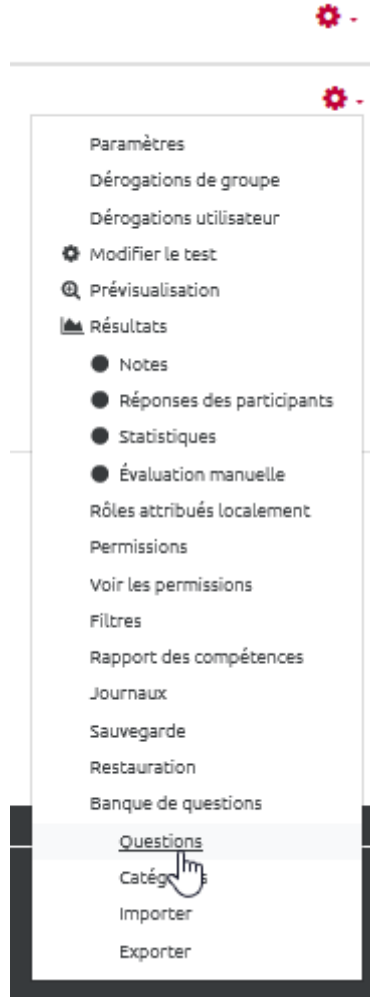 Paramètres
Dérogations de groupe
Dérogations utilisateur
Modifier le test
Prévisualisation
Résultats
Notes
Réponses des participants
Statistiques
Évaluation manuelle
Rôles attribués localement
Permissions
Voir les permissions
Filtres
Rapport des compétences
Journaux
Sauvegarde
Restauration
Banque de questions
Questions
Importer
Exporter